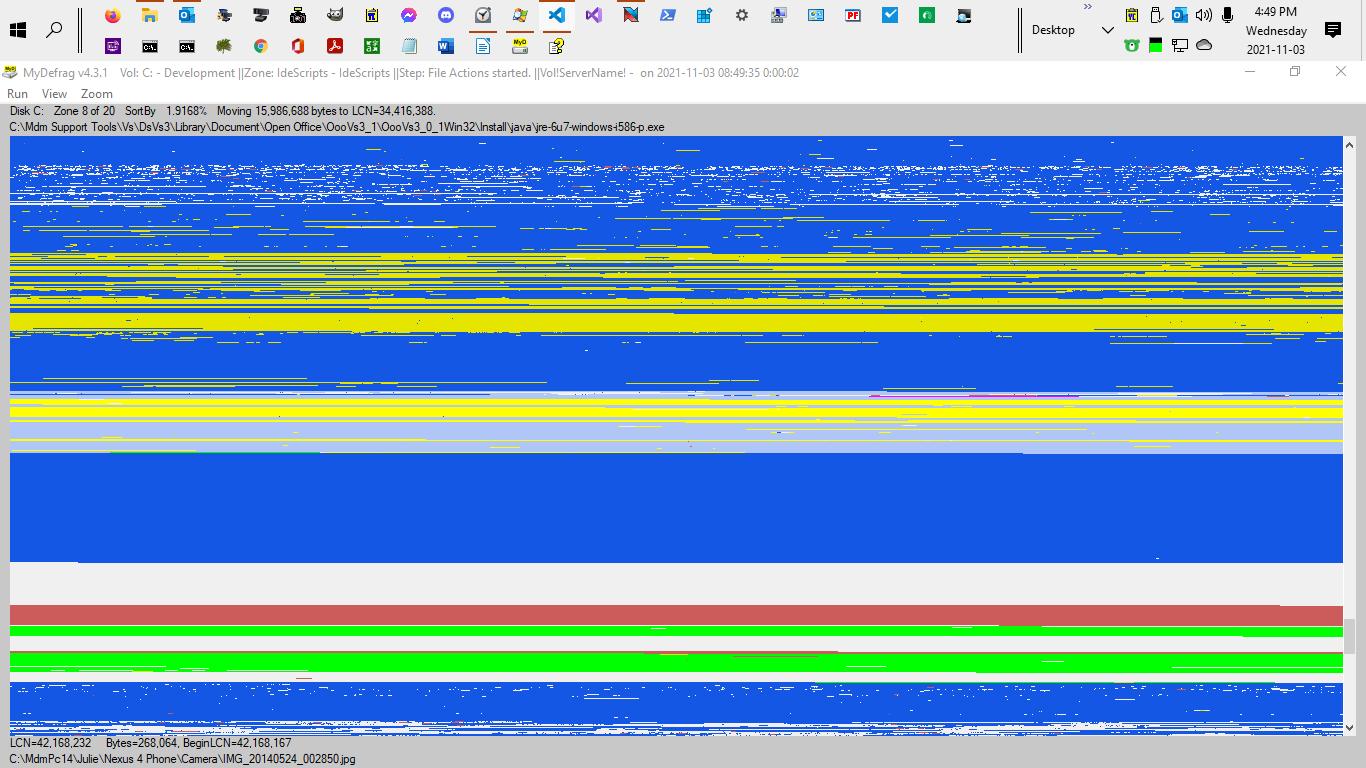 4:49 PM
Desktop
Wednesday
2021-11-03
MyDefrag v4.3.1 Vol: C: - Development ||Zone: IdeScripts - IdeScripts ||Step: File Actions started. ||Vol!ServerName! - on 2021-11-03 08:49:35 0:00:02
Run View Zoom
Disk C: Zone 8 of 20 SortBy 1.9168% Moving 15,986,688 bytes to LCN=34,416,388.
C:\Mdm Support Tools\Vs\DsVs3\Library\Document\Open Office\OooVs3_1\OooVs3_0_1Win32\Install\java\jre-6u7-windows-i586-p.exe
LCN=42,168,232 Bytes=268,064, BeginLCN=42,168,167
C:\MdmPc14\Julie\Nexus 4 Phone\Camera\IMG_20140524_002850.jpg